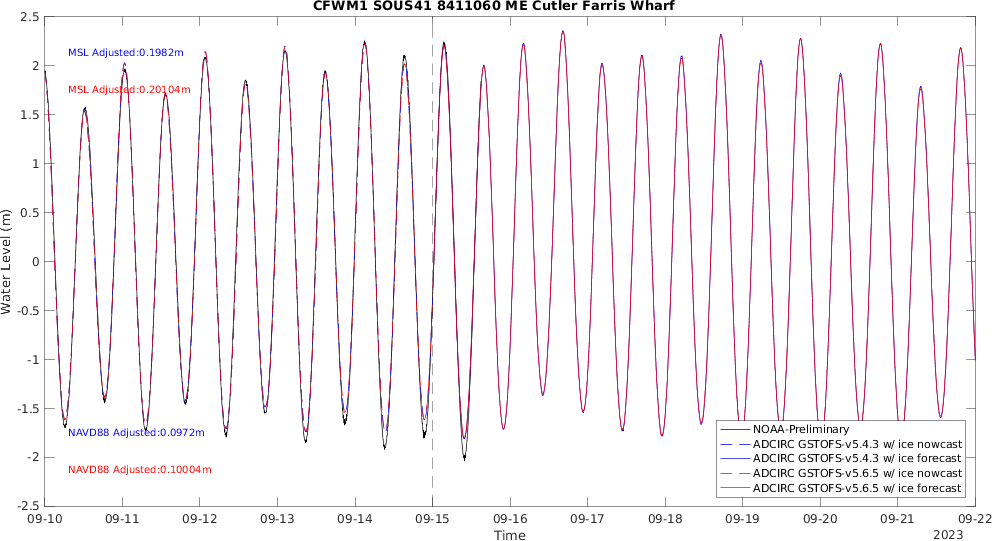 CFWM1 SOUS41 8411060 ME Cutler Farris Wharf
2.5
2
1.5
1
0.5
0
-0.5
-1
-1.5
-2
-2.5
Water Level (m)
MSL Adjusted:0.1982m
MSL Adjusted:0.20104m
NAVD88 Adjusted:0.0972m
NAVD88 Adjusted:0.10004m
NOAA-Preliminary
ADCIRC GSTOFS-v5.4.3 w/ ice nowcast
ADCIRC GSTOFS-v5.4.3 w/ ice forecast
ADCIRC GSTOFS-v5.6.5 w/ ice nowcast
ADCIRC GSTOFS-v5.6.5 w/ ice forecast
09-10 09-11 09-12 09-13 09-14 09-15 09-16 09-17 09-18 09-19 09-20 09-21 09-22
Time
2023